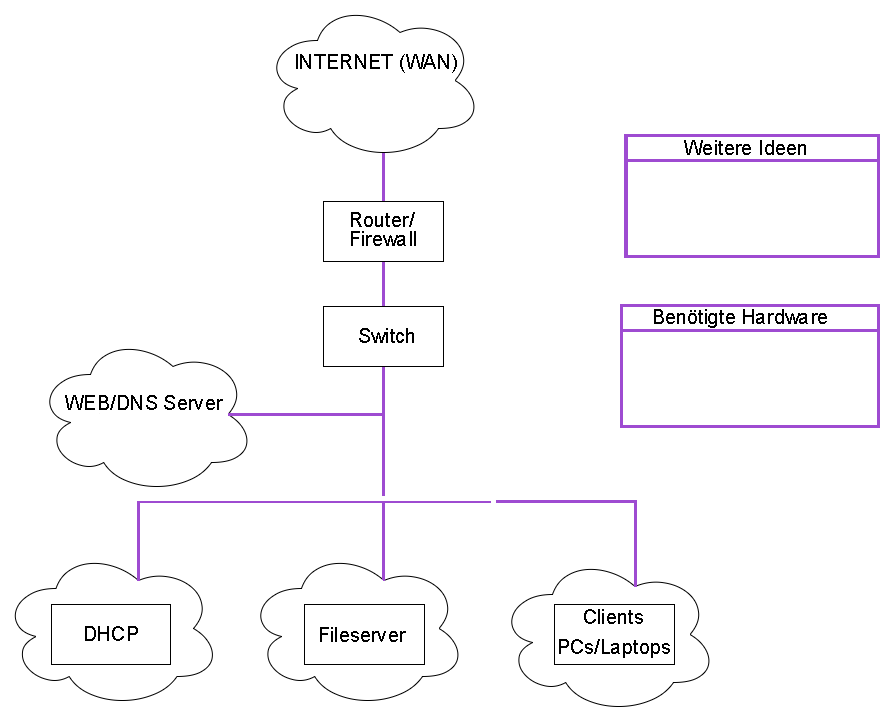 INTERNET (WAN)
Weitere Ideen
Router/
Firewall
Benötigte Hardware
Switch
WEB/DNS Server
DHCP
Fileserver
Clients
PCs/Laptops